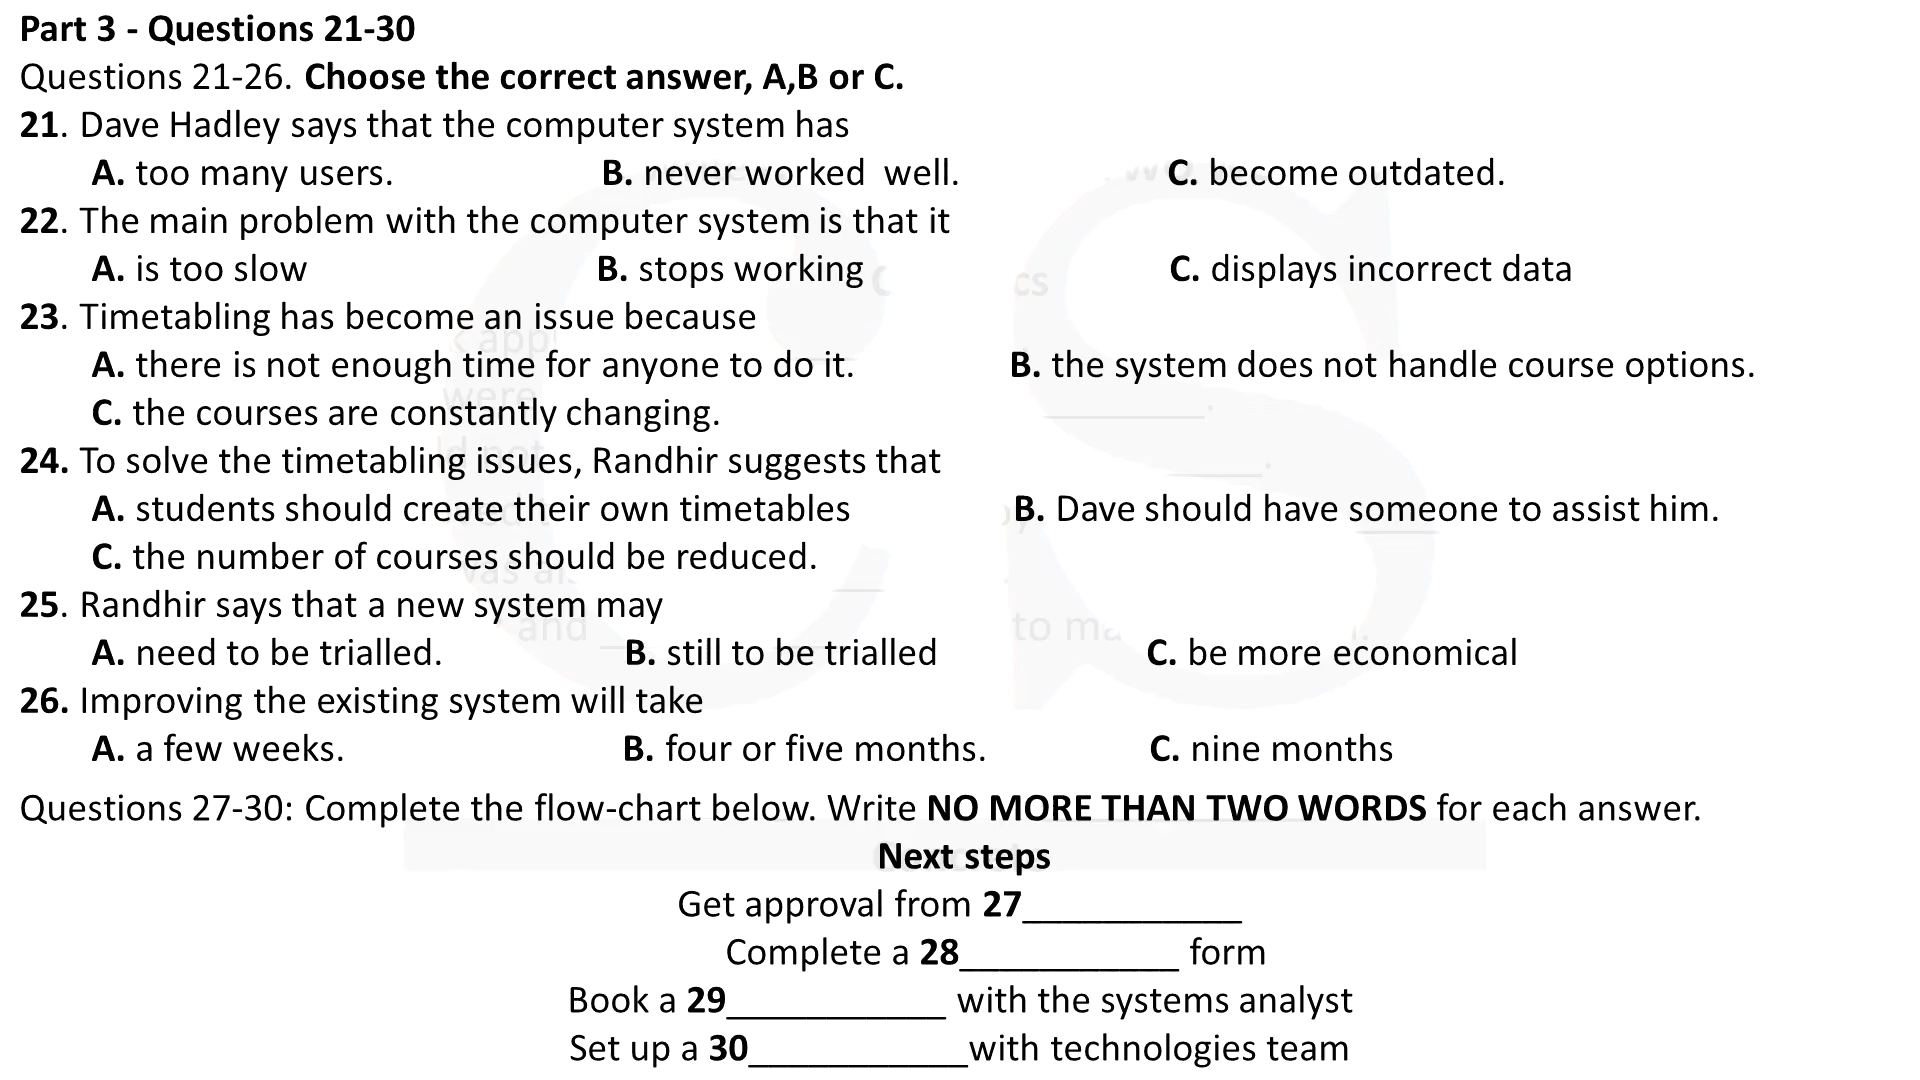 Part 3 - Questions 21-30
Questions 21-26. Choose the correct answer, A,B or C.
21. Dave Hadley says that the computer system has
A. too many users. B. never worked well. C. become outdated.
22. The main problem with the computer system is that it
A. is too slow B. stops working C. displays incorrect data
23. Timetabling has become an issue because
A. there is not enough time for anyone to do it. B. the system does not handle course options.
C. the courses are constantly changing.
24. To solve the timetabling issues, Randhir suggests that
A. students should create their own timetables B. Dave should have someone to assist him.
C. the number of courses should be reduced.
25. Randhir says that a new system may
A. need to be trialled. B. still to be trialled C. be more economical
26. Improving the existing system will take
A. a few weeks. B. four or five months. C. nine months
Questions 27-30: Complete the flow-chart below. Write NO MORE THAN TWO WORDS for each answer.
Next steps
Get approval from 27___________
Complete a 28___________ form
Book a 29___________ with the systems analyst
Set up a 30___________with technologies team